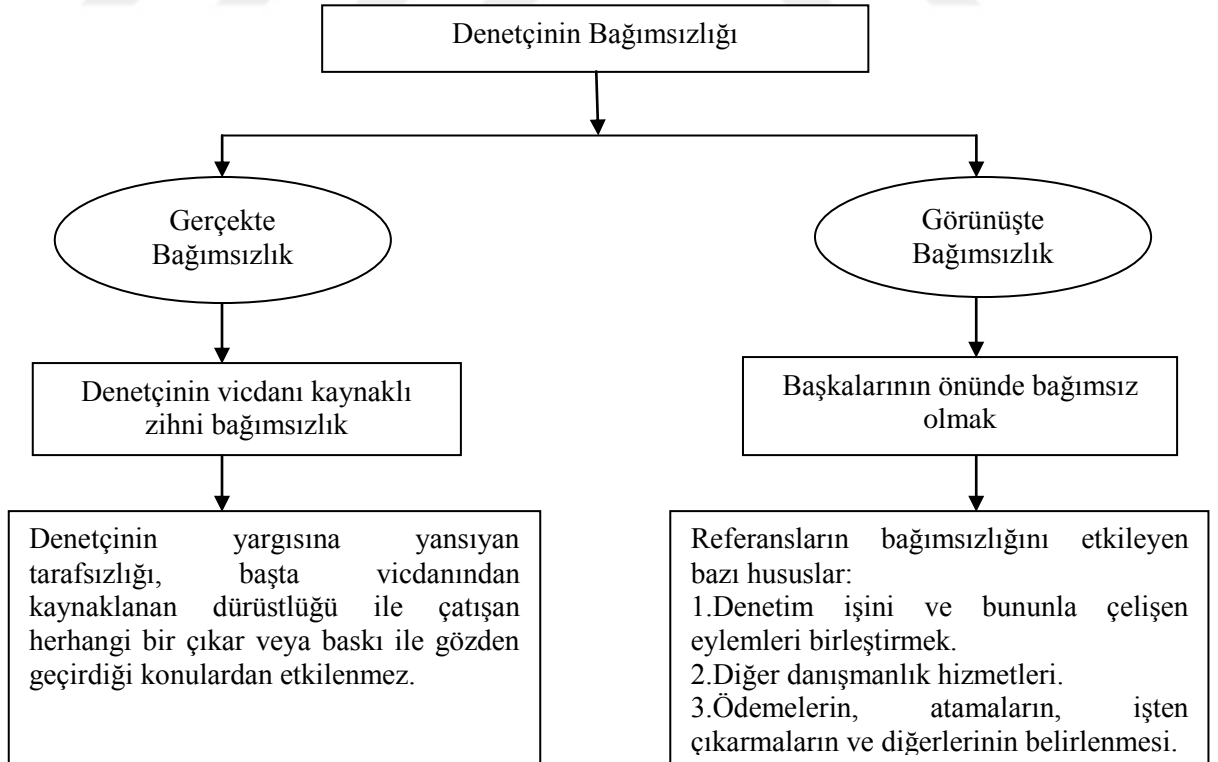 Denetçinin Bağımsızlığı
Gerçekte
Bağımsızlık
Görünüşte
Bağımsızlık
Denetçinin vicdanı kaynaklı
zihni bağımsızlık
Başkalarının önünde bağımsız
olmak
Denetçinin yargısına yansıyan
tarafsızlığı, başta vicdanından
kaynaklanan dürüstlüğü ile çatışan
herhangi bir çıkar veya baskı ile gözden
geçirdiği konulardan etkilenmez.
Referansların bağımsızlığını etkileyen
bazı hususlar:
1.Denetim işini ve bununla çelişen
eylemleri birleştirmek.
2.Diğer danışmanlık hizmetleri.
3.Ödemelerin, atamaların, işten
çıkarmaların ve diğerlerinin belirlenmesi.